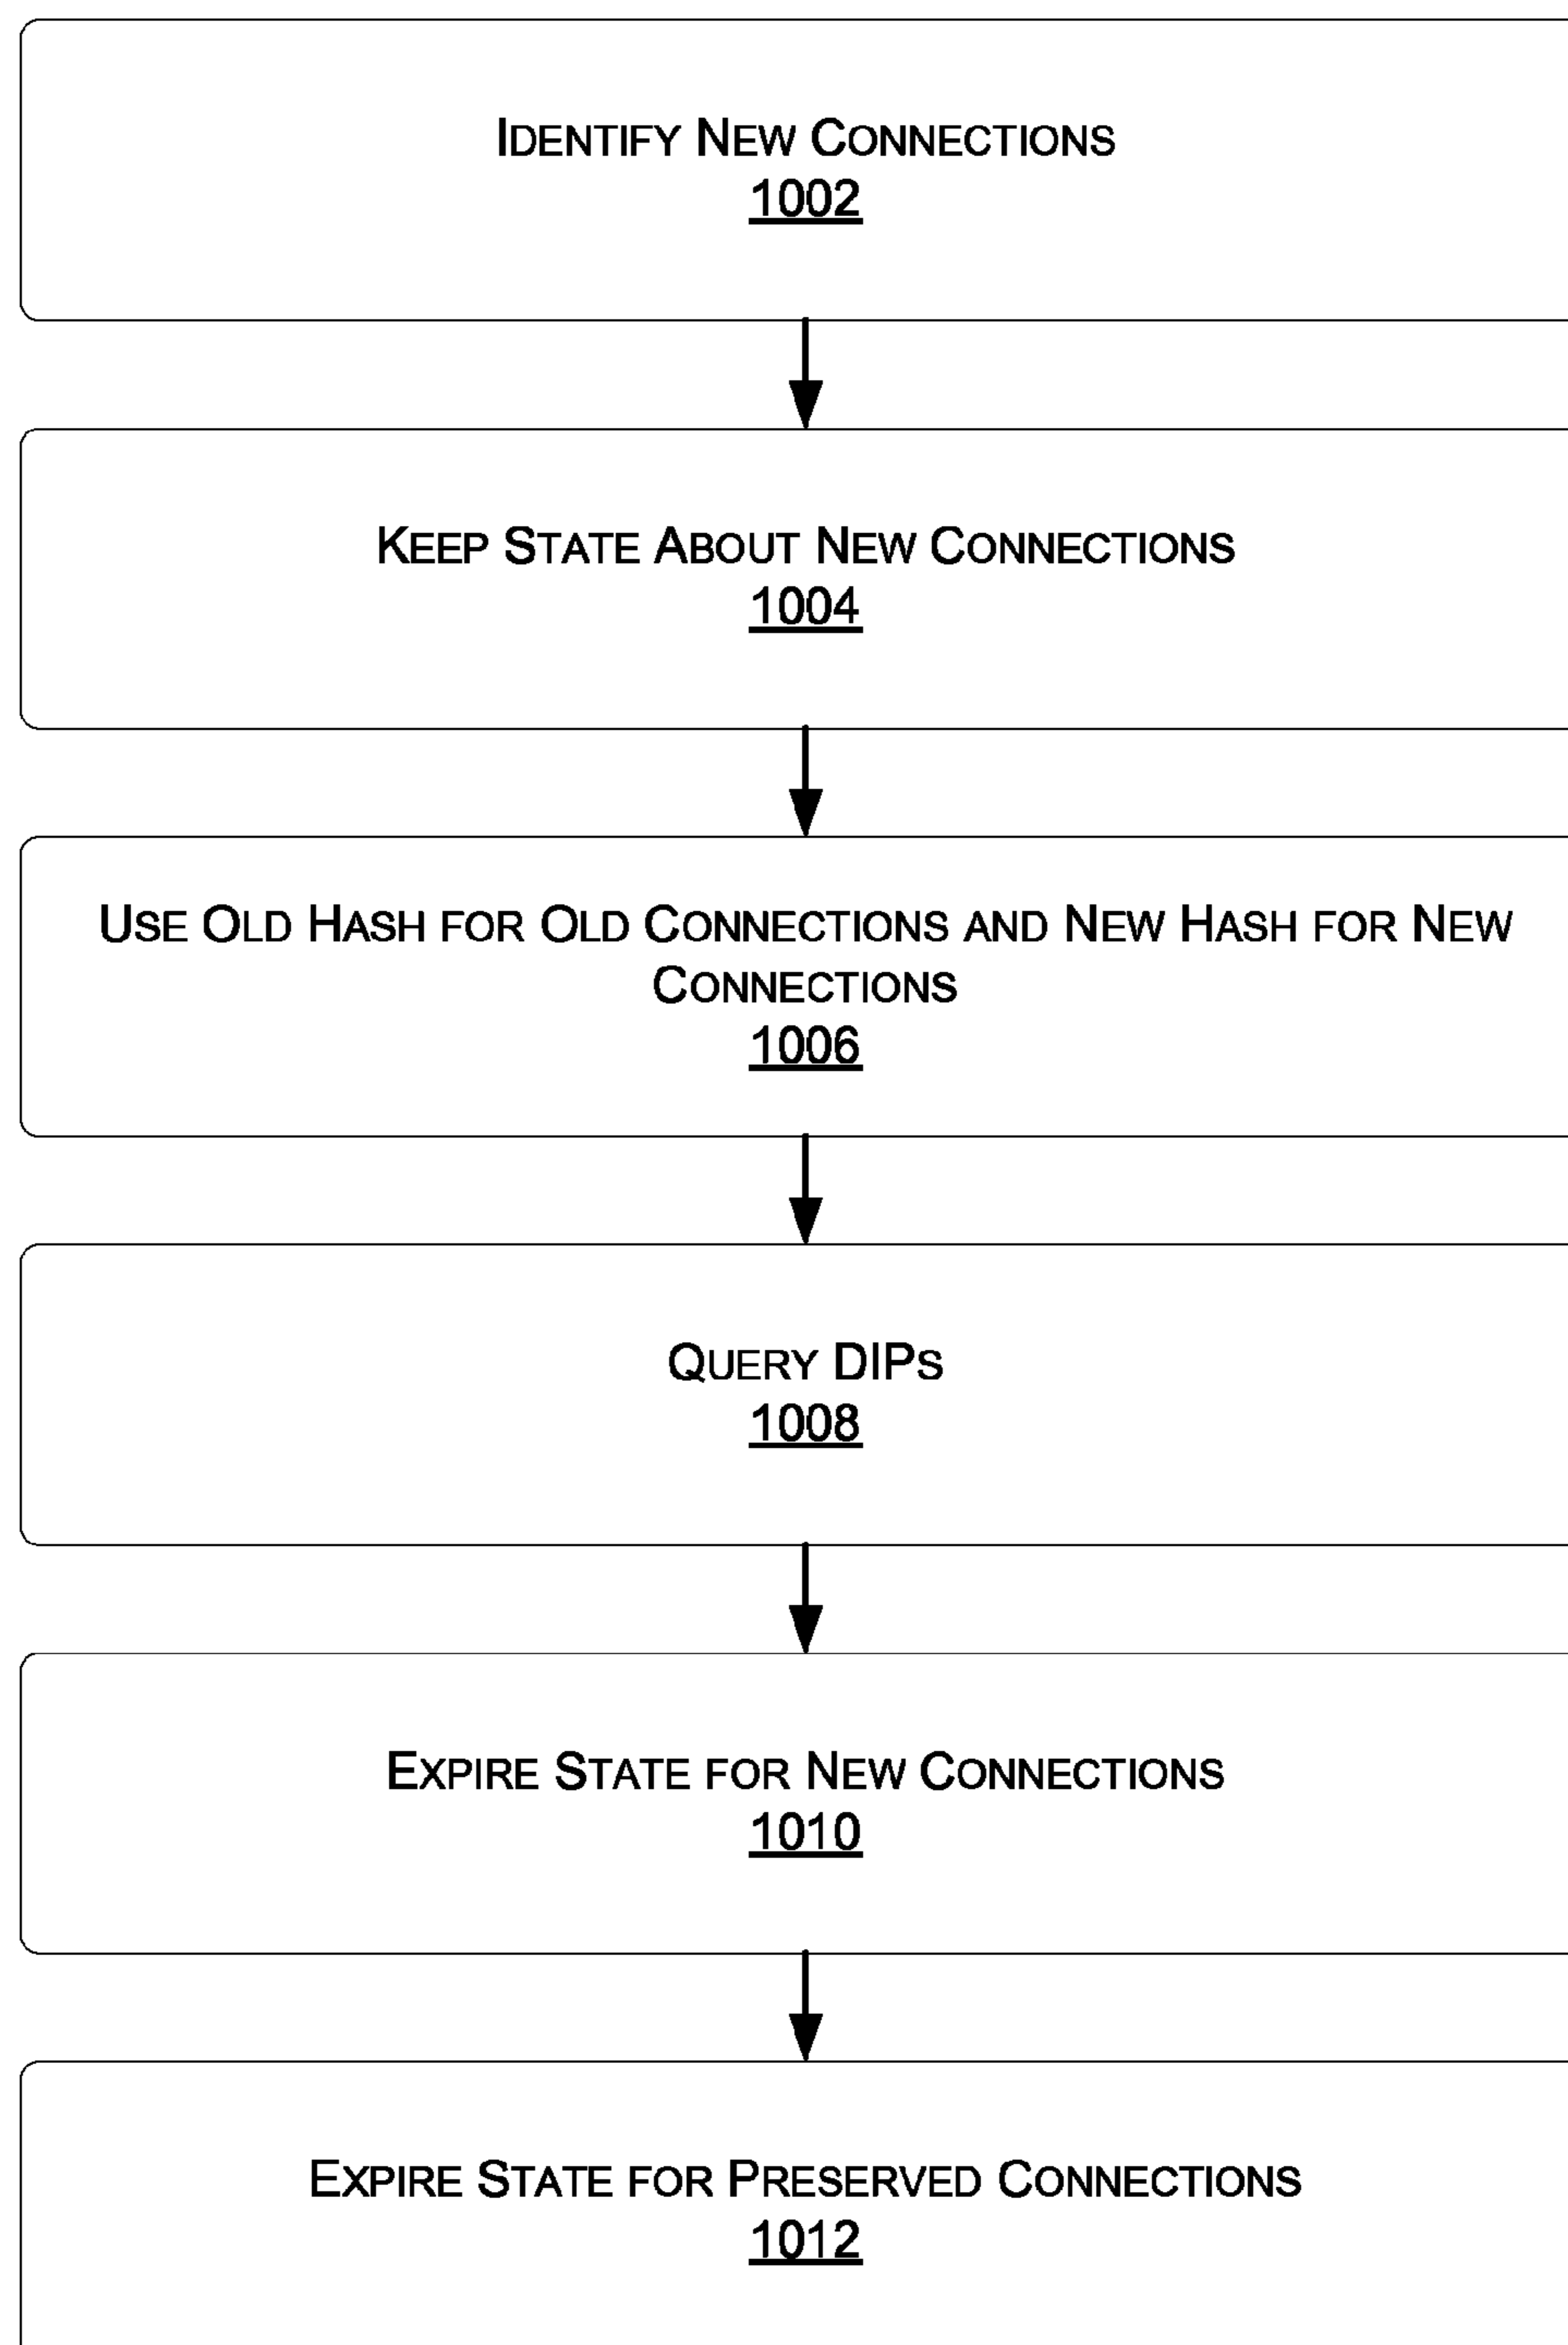 IDENTIFY NEW CONNECTIONS
1002
KEEP STATE ABOUT NEW CONNECTIONS
1004
USE OLD HASH FOR OLD CONNECTIONS AND NEW HASH FOR NEW
CONNECTIONS
1006
QUERY DIPS
1008
EXPIRE STATE FOR NEW CONNECTIONS
1010
EXPIRE STATE FOR PRESERVED CONNECTIONS
1012